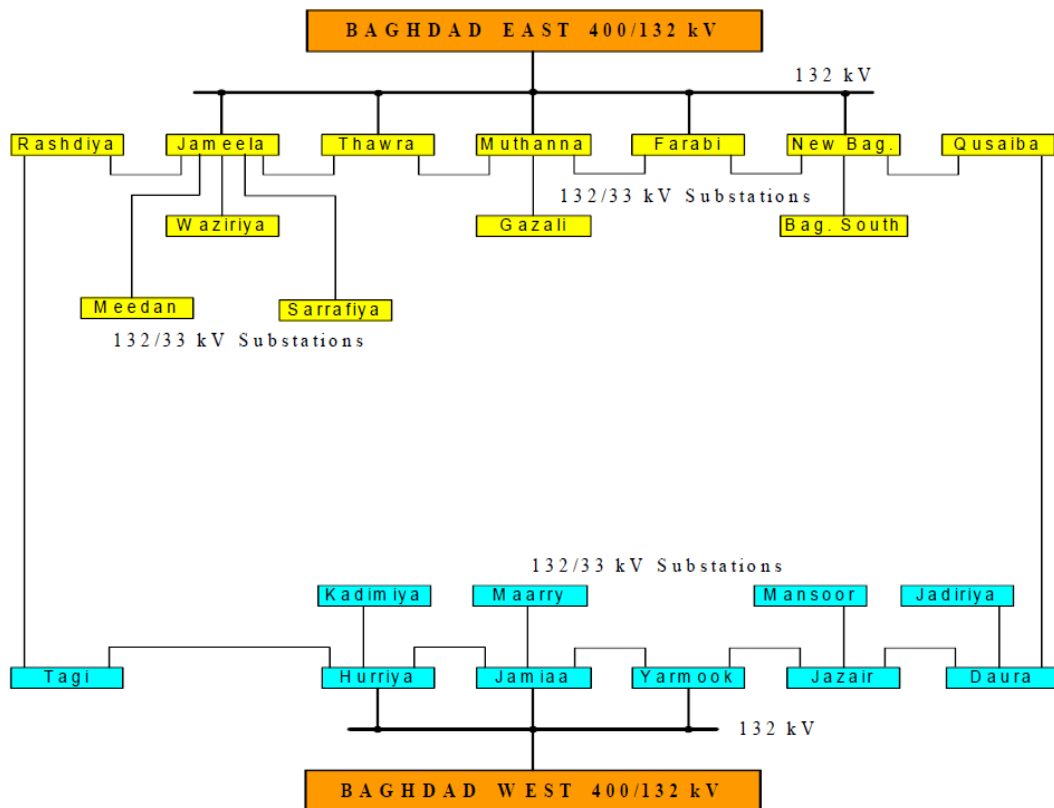 BAGHDAD EAST 400/132 kV
132 kV
Rashdiya
Jameela
Thawra
Muthanna
Farabi
New Bag.
Qusaiba
132/33 kV Substations
Waziriya
Gazali
Bag. South
Meedan
Sarrafiya
132/33 kV Substations
132/33 kV Substations
Kadimiya
Maarry
Mansoor
Jadiriya
Tagi
Hurriya
Jamiaa
Yarmook
Jazair
Daura
132 kV
BAGHDAD WEST 400/132 kV